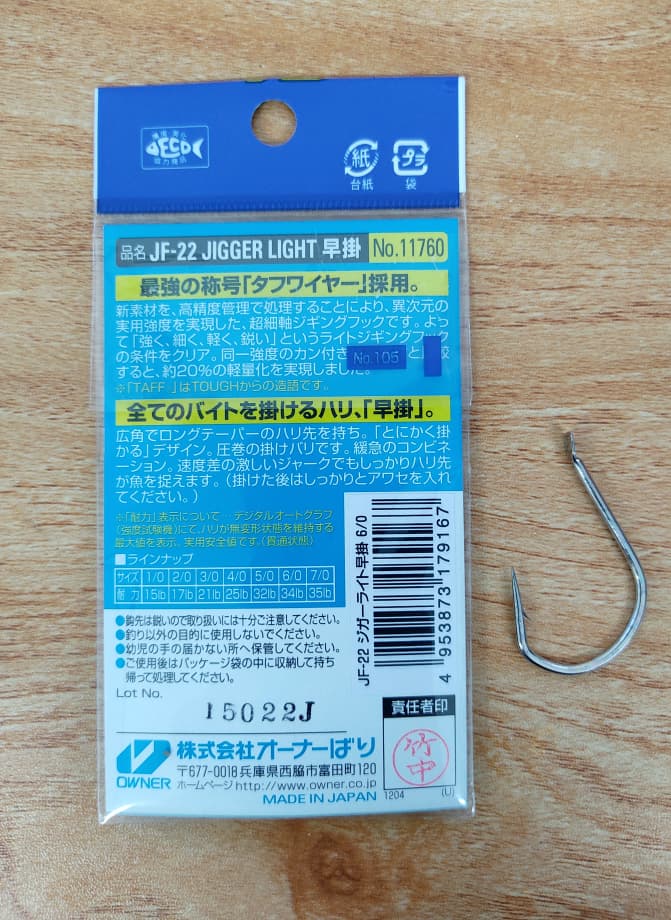 ECO
協力商品
紙
台紙
プラ
袋
品名 JF-22 JIGGER LIGHT 早掛 No.11760
最強の称号「タフワイヤー」採用。
新素材を、高精度管理で処理することにより、異次元の
実用強度を実現した、超細軸ジギングフックです。よっ
て「強く、細く、軽く、鋭い」というライトジギングフック
の条件をクリア。同一強度のカン付き
No.105
と
すると、約20%の軽量化を実現しました。
※「TAFF」はTOUGHからの造語です。
全てのバイトを掛けるハリ、「早掛」。
広角でロングテーパーのハリ先を持ち。「とにかく掛
かる」デザイン。圧巻の掛けバリです。緩急のコンビネ
ーション。速度差の激しいジャークでもしっかりハリ先
が魚を捉えます。(掛けた後はしっかりとアワセを入れ
てください。)
※「耐力」表示について…デジタルオートグラフ
(強度試験機)にて、ハリが無変形状態を維持する
最大値を表示。実用安全値です。(貫通状態)
■ラインナップ
サイズ 1/0 2/0 3/0 4/0 5/0 6/0 7/0
耐力 15lb 17lb 21lb 25lb 32lb 34lb 35lb
●鈎先は鋭いので取り扱いには十分ご注意してください。
●釣り以外の目的に使用しないでください。
●幼児の手の届かない所へ保管してください。
●ご使用後はパッケージ袋の中に収納して持ち
帰って処理してください。
Lot No.
15022J
JF-22 ジガーライト早掛 6/0
4 953873 179167
責任者印
竹中
OWNER
株式会社オーナーばり
〒677-0018 兵庫県西脇市富田町120
ホームページ http://www.owner.co.jp
MADE IN JAPAN
1204 (U)